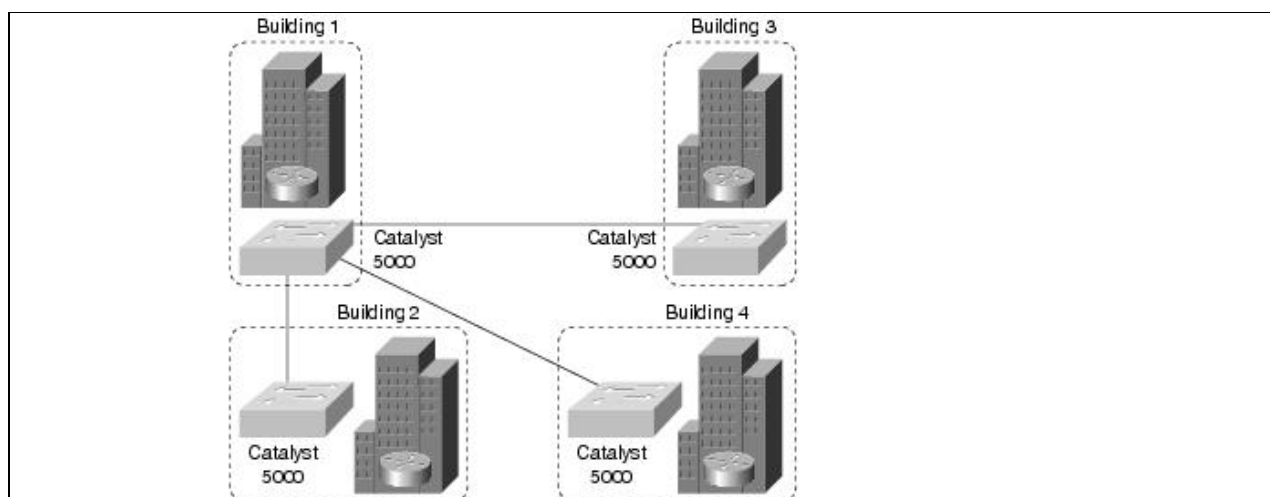 Building 1
Building 3
Catalyst
5000
Catalyst
5000
Building 2
Building 4
Catalyst
5000
Catalyst
5000